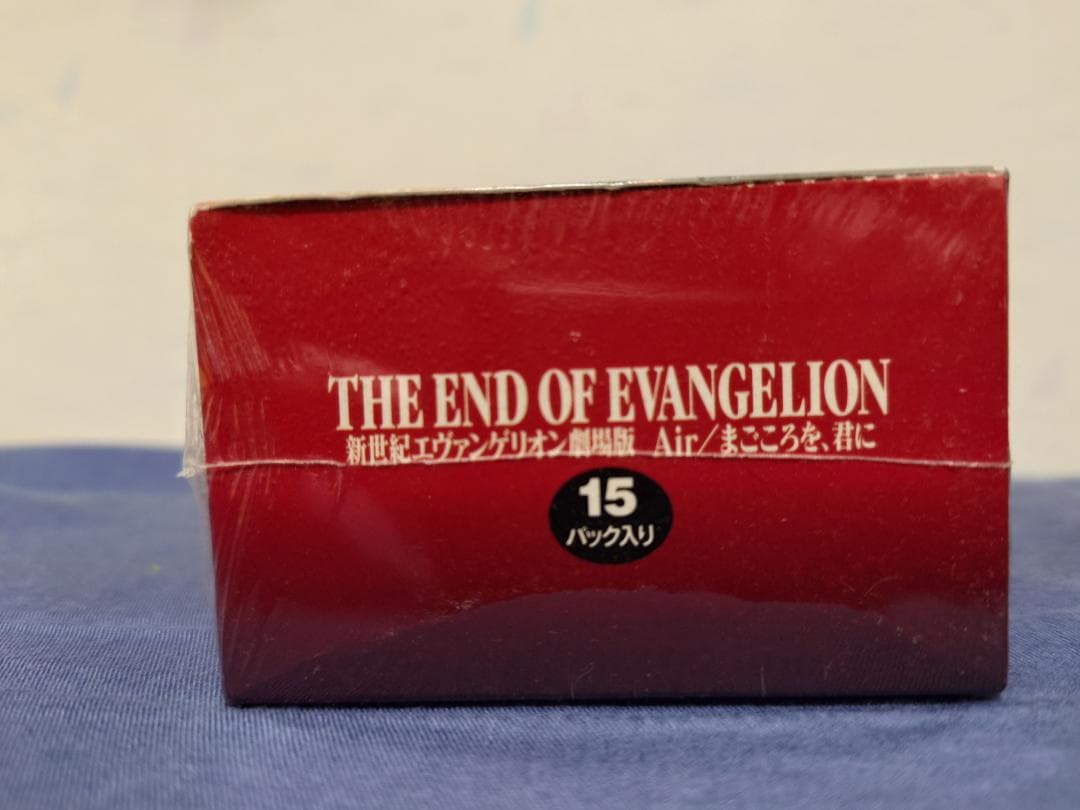 THE END OF EVANGELION
新世紀エヴァンゲリオン劇場版 Air/まごころを、君に
15
パック入り